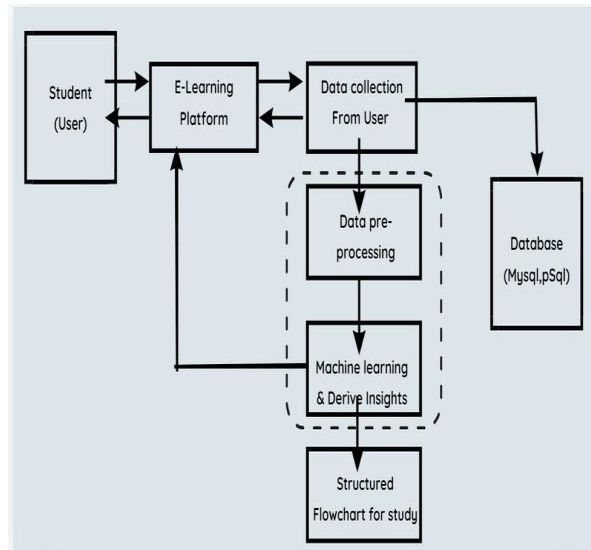 Student
(User)
E-Learning
Platform
Data collection
From User
Data pre-
processing
Database
(Mysql,pSql)
Machine learning
& Derive Insights
Structured
Flowchart for study